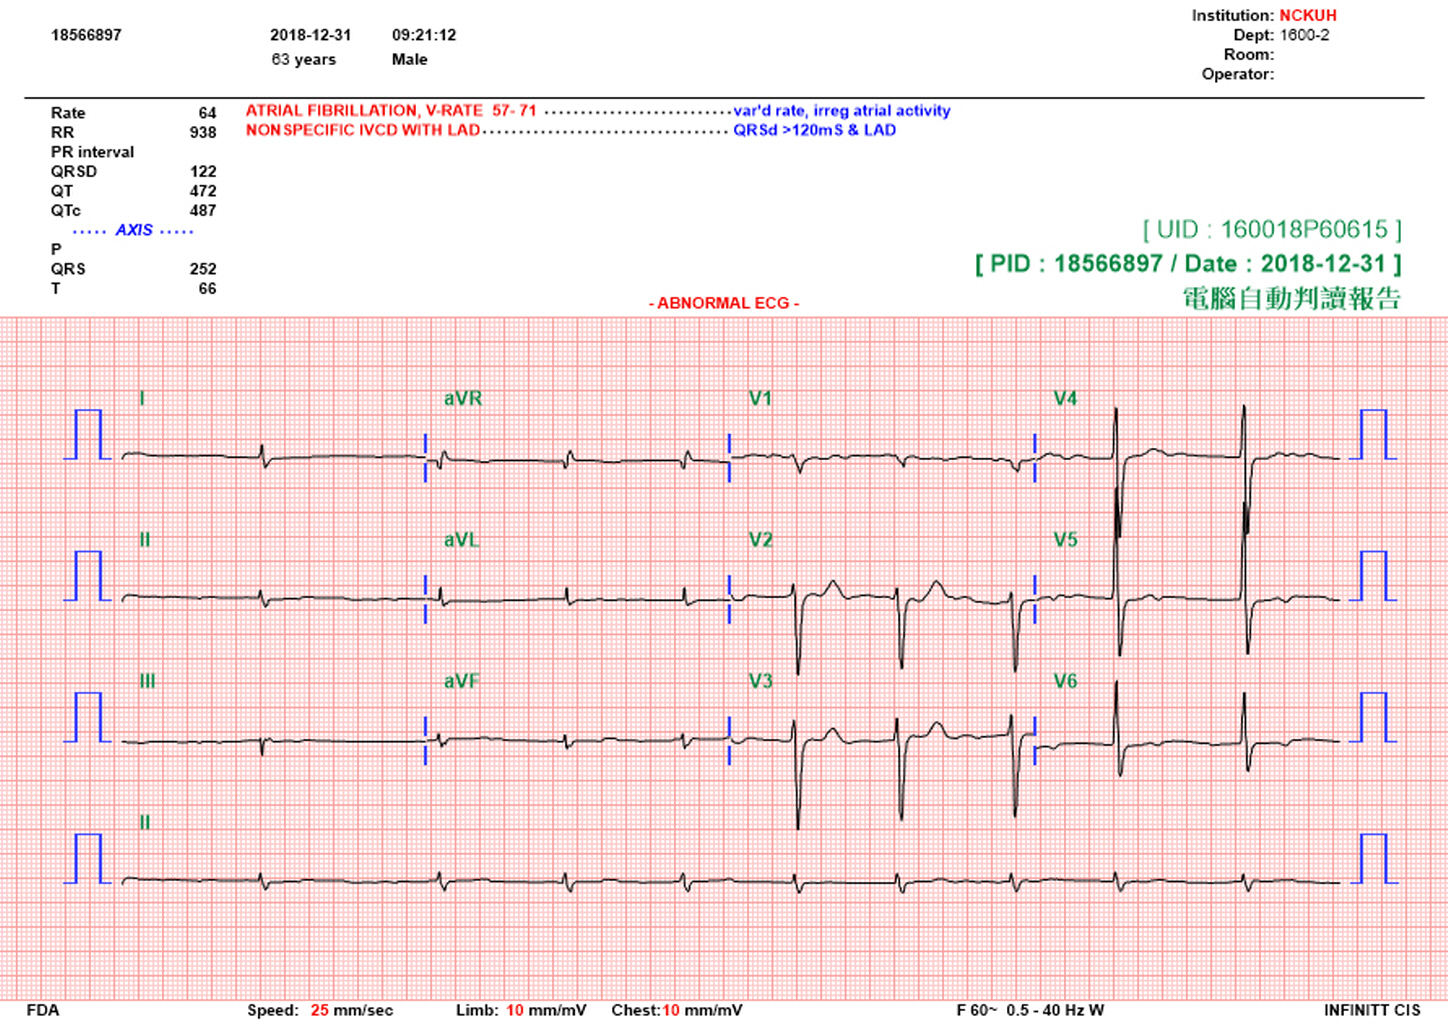 Institution: NCKUH
18566897 2018-12-31 09:21:12 Dept: 1600-2
63 years Male Room:
Operator:
Rate 64 ATRIAL FIBRILLATION, V-RATE 57- 71 ·························· var'd rate, irreg atrial activity
RR 938 NONSPECIFIC IVCD WITH LAD·································· QRSd >120mS & LAD
PR interval
QRSD 122
QT 472
QTc 487
····· AXIS ·····
P
QRS 252
T 66
[ UID : 160018P60615 ]
[ PID : 18566897 / Date : 2018-12-31 ]
電腦自動判讀報告
- ABNORMAL ECG -
I aVR V1 V4
II aVL V2 V5
III aVF V3 V6
II
FDA Speed: 25 mm/sec Limb: 10 mm/mV Chest:10 mm/mV F 60~ 0.5 - 40 Hz W INFINITT CIS